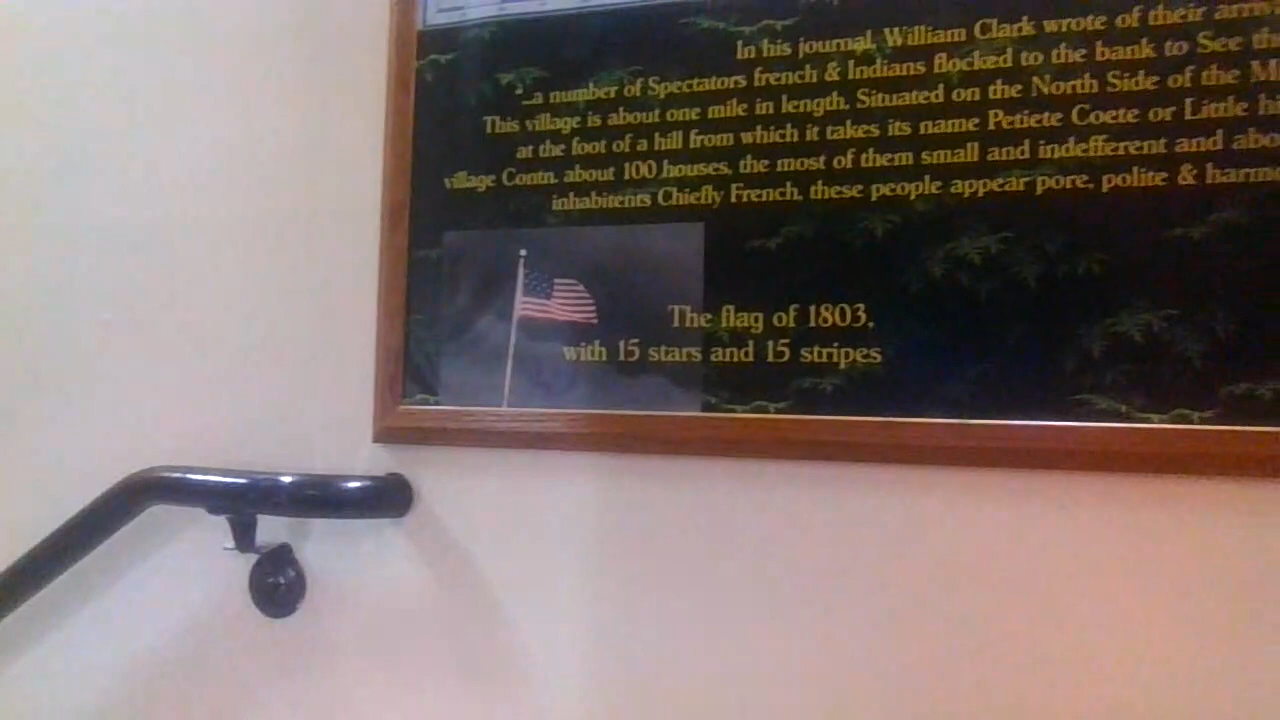 In his journal, William Clark wrote of their
"...a number of Spectators french & Indians flocked to the bank to See
This village is about one mile in length, Situated on the North Side of the
at the foot of a hill from which it takes its name Petiete Coete or Little
village Contn. about 100 houses, the most of them small and indefferent and
inhabitents Chiefly French, these people appear pore, polite &
The flag of 1803,
with 15 stars and 15 stripes